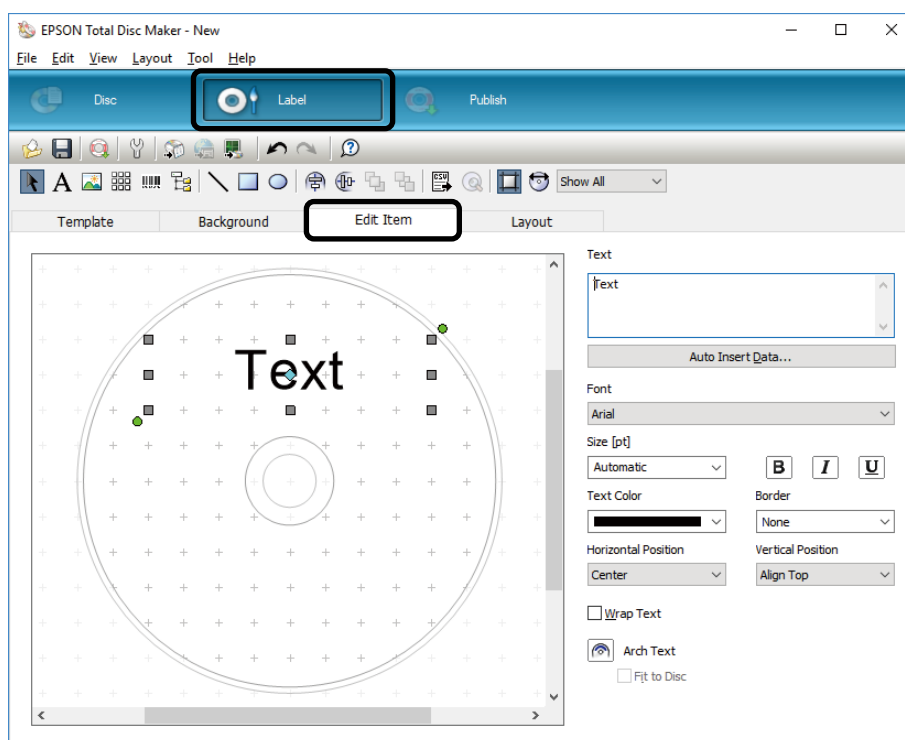 EPSON Total Disc Maker - New
File Edit View Layout Tool Help
Disc Label Publish
A CSV Show All
Template Background Edit Item Layout
Text
Text
Text
Auto Insert Data...
Font
Arial
Size [pt]
Automatic B I U
Text Color Border
None
Horizontal Position Vertical Position
Center Align Top
Wrap Text
Arch Text
Fit to Disc